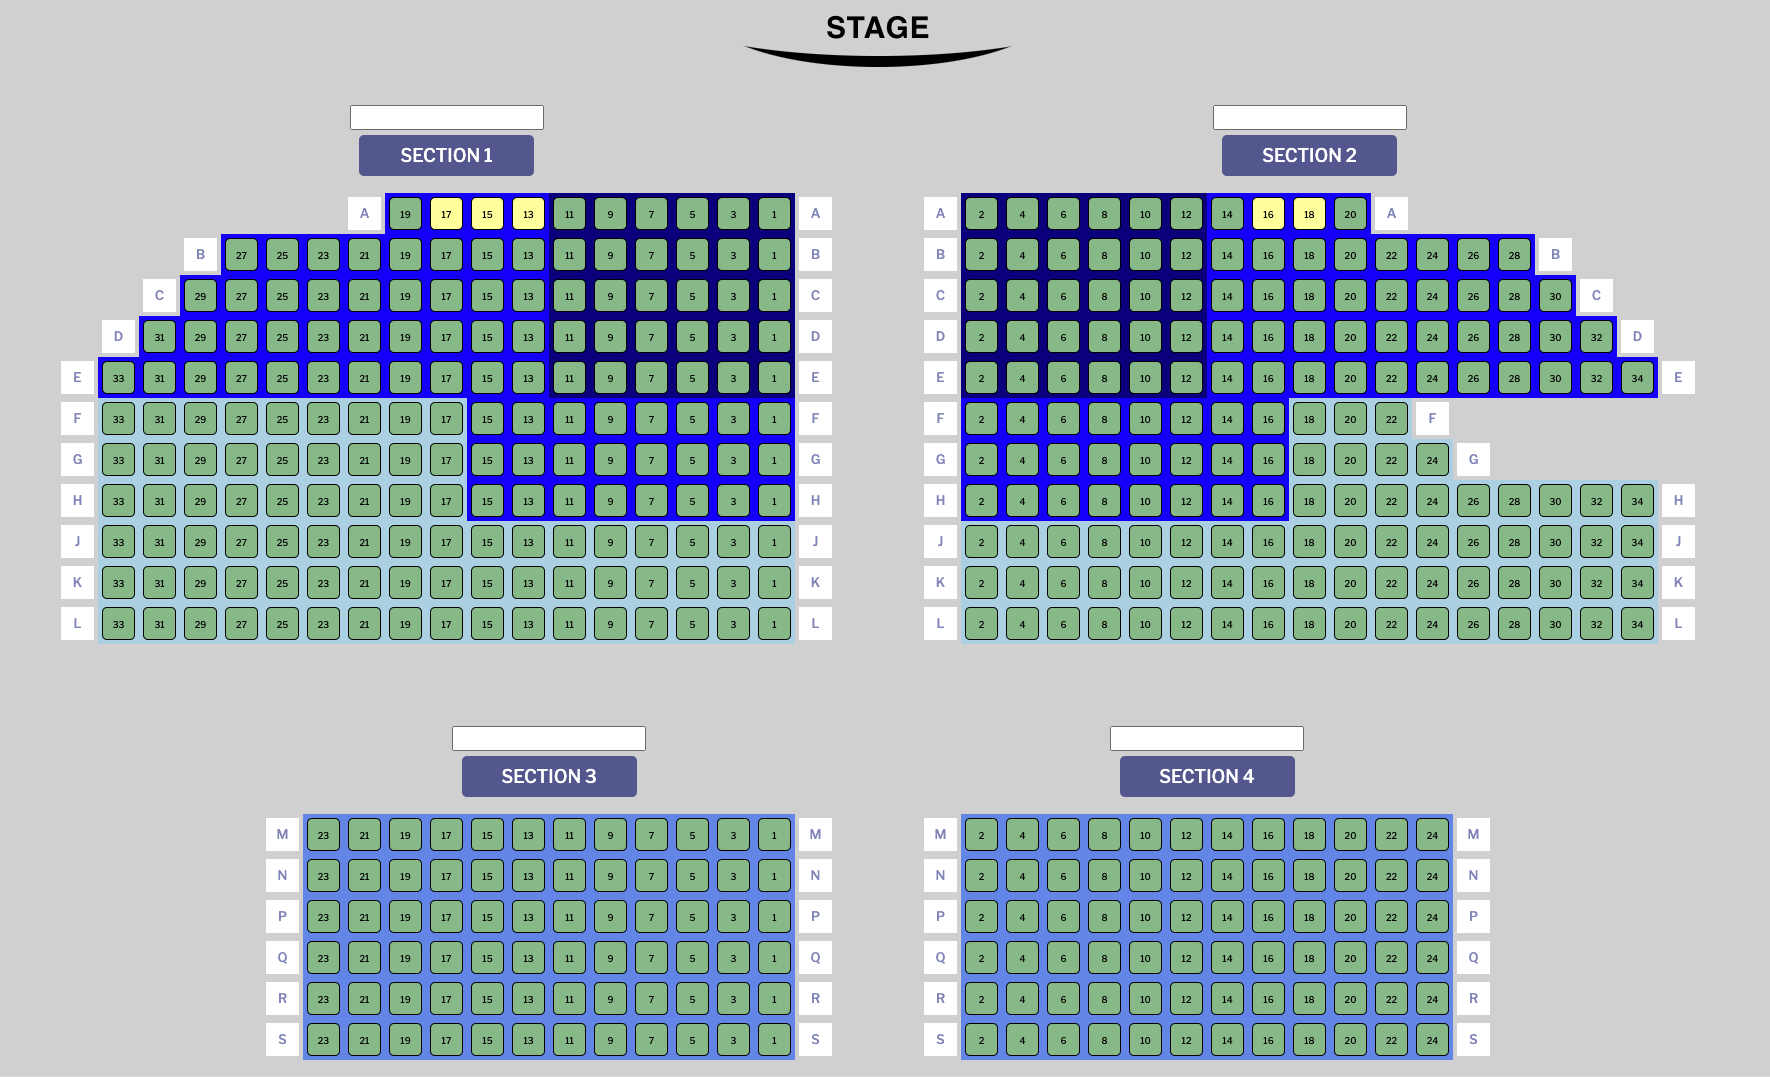 STAGE
SECTION 1 SECTION 2
A 19 17 15 13 11 9 7 5 3 1 A A 2 4 6 8 10 12 14 16 18 20 A
B 27 25 23 21 19 17 15 13 11 9 7 5 3 1 B B 2 4 6 8 10 12 14 16 18 20 22 24 26 28 B
C 29 27 25 23 21 19 17 15 13 11 9 7 5 3 1 C C 2 4 6 8 10 12 14 16 18 20 22 24 26 28 30 C
D 31 29 27 25 23 21 19 17 15 13 11 9 7 5 3 1 D D 2 4 6 8 10 12 14 16 18 20 22 24 26 28 30 32 D
E 33 31 29 27 25 23 21 19 17 15 13 11 9 7 5 3 1 E E 2 4 6 8 10 12 14 16 18 20 22 24 26 28 30 32 34 E
F 33 31 29 27 25 23 21 19 17 15 13 11 9 7 5 3 1 F F 2 4 6 8 10 12 14 16 18 20 22 F
G 33 31 29 27 25 23 21 19 17 15 13 11 9 7 5 3 1 G G 2 4 6 8 10 12 14 16 18 20 22 24 G
H 33 31 29 27 25 23 21 19 17 15 13 11 9 7 5 3 1 H H 2 4 6 8 10 12 14 16 18 20 22 24 26 28 30 32 34 H
J 33 31 29 27 25 23 21 19 17 15 13 11 9 7 5 3 1 J J 2 4 6 8 10 12 14 16 18 20 22 24 26 28 30 32 34 J
K 33 31 29 27 25 23 21 19 17 15 13 11 9 7 5 3 1 K K 2 4 6 8 10 12 14 16 18 20 22 24 26 28 30 32 34 K
L 33 31 29 27 25 23 21 19 17 15 13 11 9 7 5 3 1 L L 2 4 6 8 10 12 14 16 18 20 22 24 26 28 30 32 34 L
SECTION 3 SECTION 4
M 23 21 19 17 15 13 11 9 7 5 3 1 M M 2 4 6 8 10 12 14 16 18 20 22 24 M
N 23 21 19 17 15 13 11 9 7 5 3 1 N N 2 4 6 8 10 12 14 16 18 20 22 24 N
P 23 21 19 17 15 13 11 9 7 5 3 1 P P 2 4 6 8 10 12 14 16 18 20 22 24 P
Q 23 21 19 17 15 13 11 9 7 5 3 1 Q Q 2 4 6 8 10 12 14 16 18 20 22 24 Q
R 23 21 19 17 15 13 11 9 7 5 3 1 R R 2 4 6 8 10 12 14 16 18 20 22 24 R
S 23 21 19 17 15 13 11 9 7 5 3 1 S S 2 4 6 8 10 12 14 16 18 20 22 24 S